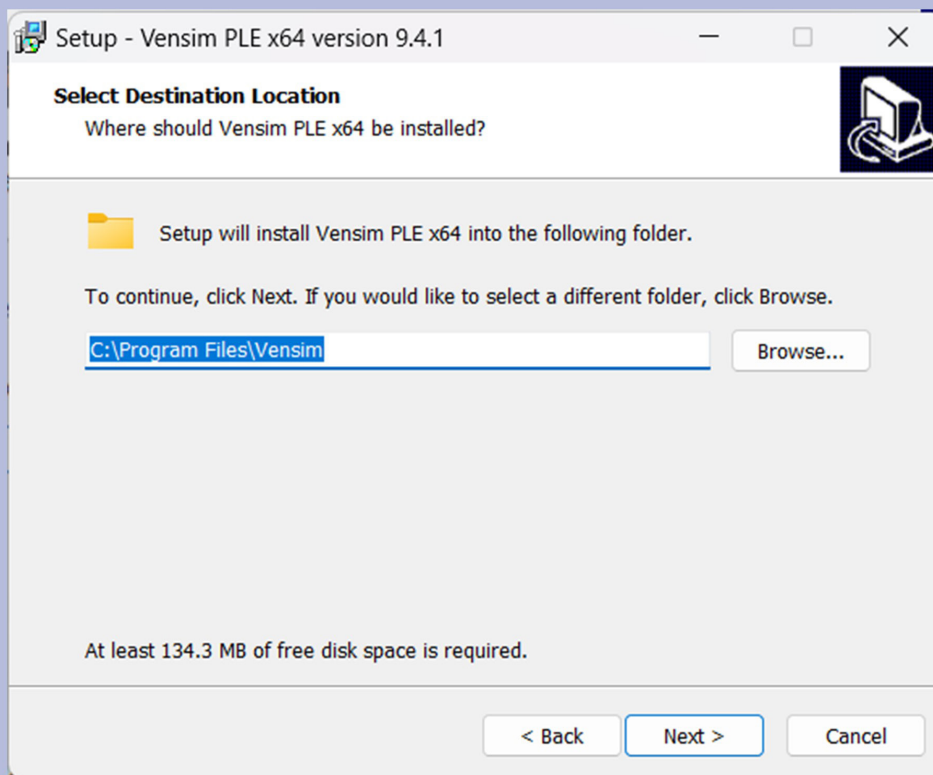 Setup - Vensim PLE x64 version 9.4.1
Select Destination Location
Where should Vensim PLE x64 be installed?
Setup will install Vensim PLE x64 into the following folder.
To continue, click Next. If you would like to select a different folder, click Browse.
C:\Program Files\Vensim
Browse...
At least 134.3 MB of free disk space is required.
< Back
Next >
Cancel